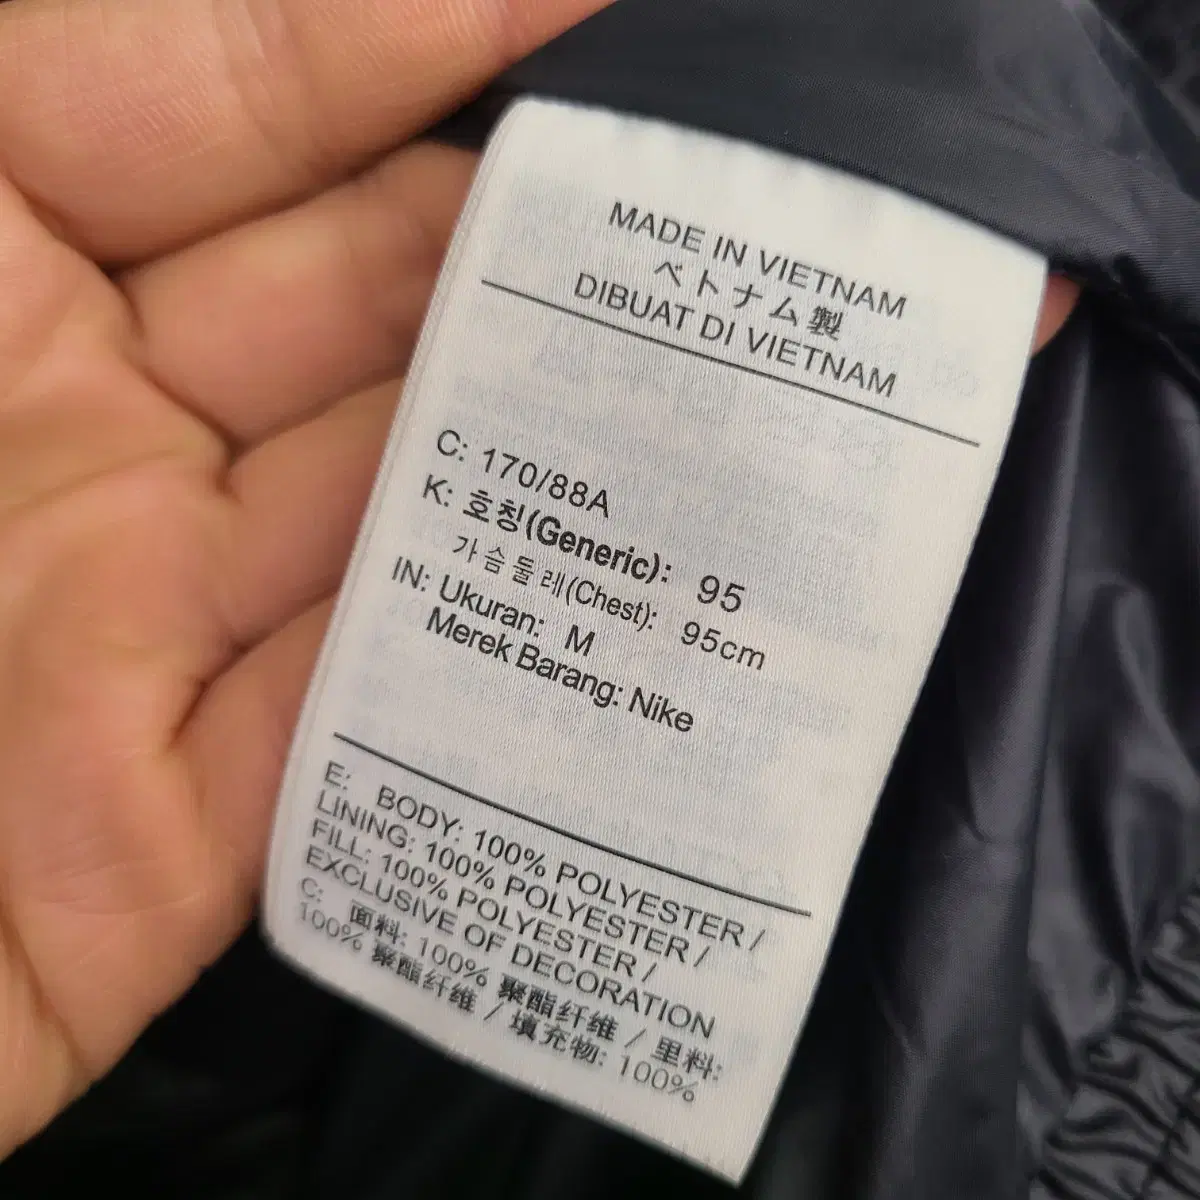 MADE IN VIETNAM
ベトナム製
DIBUAT DI VIETNAM
C: 170/88A
K: 호칭(Generic): 95
가슴둘레(Chest): 95cm
IN: Ukuran: M
Merek Barang: Nike
E: BODY: 100% POLYESTER /
LINING: 100% POLYESTER /
FILL: 100% POLYESTER /
EXCLUSIVE OF DECORATION
C: 面料: 100% 聚酯纤维 / 里料:
100% 聚酯纤维 / 填充物: 100%